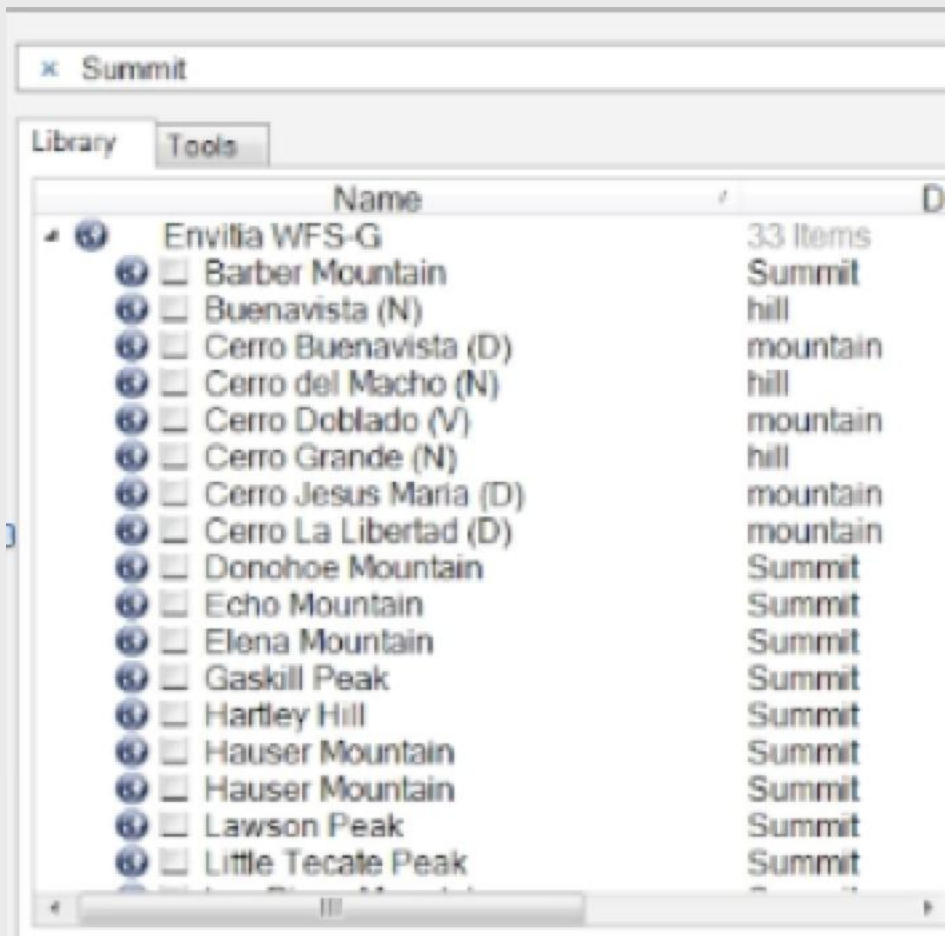 × Summit
Library Tools
Name D
Envitia WFS-G 33 Items
Barber Mountain Summit
Buenavista (N) hill
Cerro Buenavista (D) mountain
Cerro del Macho (N) hill
Cerro Doblado (V) mountain
Cerro Grande (N) hill
Cerro Jesus Maria (D) mountain
Cerro La Libertad (D) mountain
Donohoe Mountain Summit
Echo Mountain Summit
Elena Mountain Summit
Gaskill Peak Summit
Hartley Hill Summit
Hauser Mountain Summit
Hauser Mountain Summit
Lawson Peak Summit
Little Tecate Peak Summit